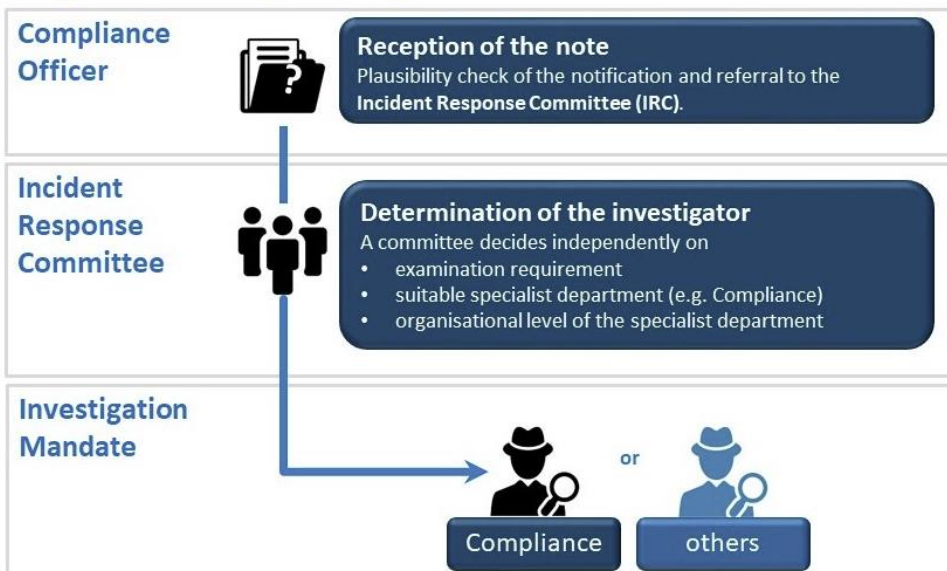 Compliance
Officer
?
Reception of the note
Plausibility check of the notification and referral to the
Incident Response Committee (IRC).
Incident
Response
Committee
Determination of the investigator
A committee decides independently on
• examination requirement
• suitable specialist department (e.g. Compliance)
• organisational level of the specialist department
Investigation
Mandate
or
Compliance
others